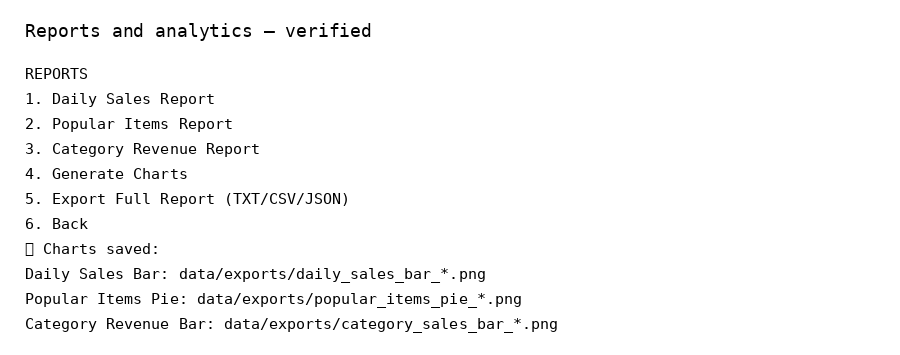 Reports and analytics — verified
REPORTS
1. Daily Sales Report
2. Popular Items Report
3. Category Revenue Report
4. Generate Charts
5. Export Full Report (TXT/CSV/JSON)
6. Back
Charts saved:
Daily Sales Bar: data/exports/daily_sales_bar_*.png
Popular Items Pie: data/exports/popular_items_pie_*.png
Category Revenue Bar: data/exports/category_sales_bar_*.png